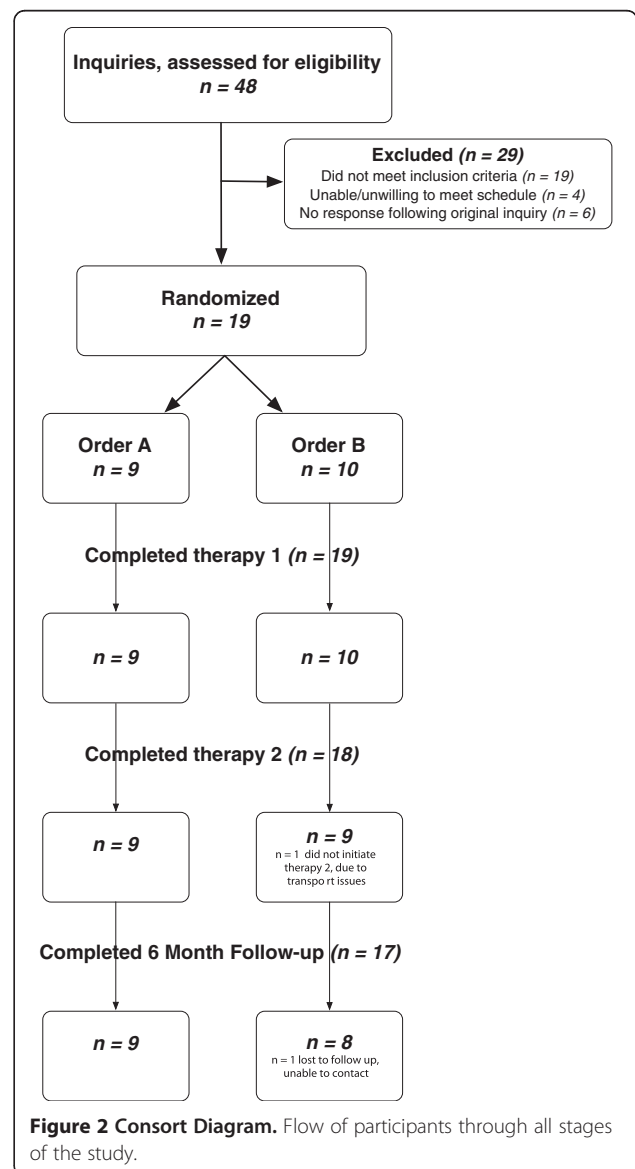 Inquiries, assessed for eligibility
n = 48
Excluded (n = 29)
Did not meet inclusion criteria (n = 19)
Unable/unwilling to meet schedule (n = 4)
No response following original inquiry (n = 6)
Randomized
n = 19
Order A
n = 9
Order B
n = 10
Completed therapy 1 (n = 19)
n = 9
n = 10
Completed therapy 2 (n = 18)
n = 9
n = 9
n = 1 did not initiate
therapy 2, due to
transpo rt issues
Completed 6 Month Follow-up (n = 17)
n = 9
n = 8
n = 1 lost to follow up,
unable to contact
Figure 2 Consort Diagram. Flow of participants through all stages
of the study.